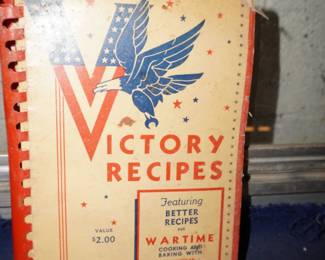 VICTORY
RECIPES
VALUE
$2.00
Featuring
BETTER
RECIPES
FOR
WARTIME
COOKING AND
BAKING WITH